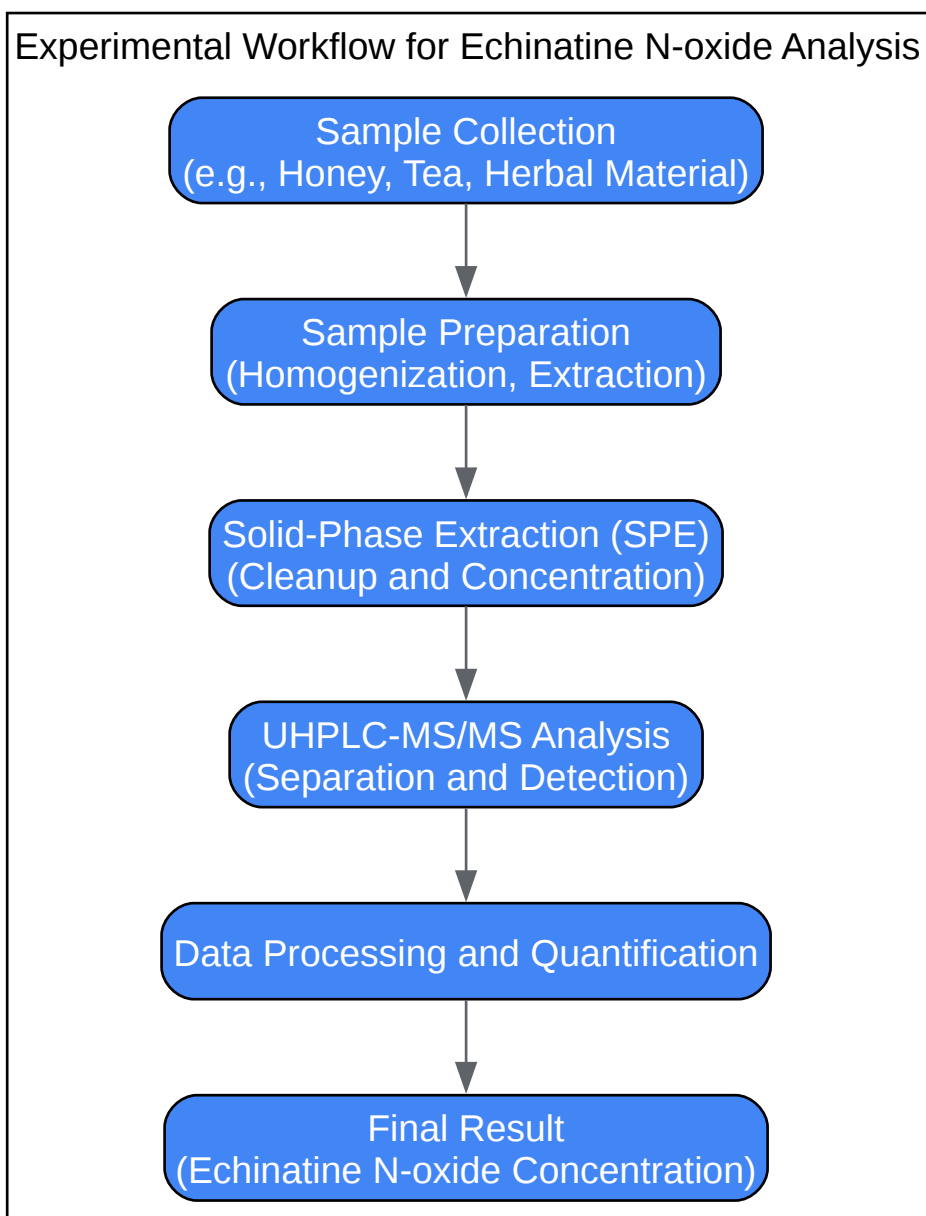 Experimental Workflow for Echinatine N-oxide Analysis
Sample Collection
(e.g., Honey, Tea, Herbal Material)
Sample Preparation
(Homogenization, Extraction)
Solid-Phase Extraction (SPE)
(Cleanup and Concentration)
UHPLC-MS/MS Analysis
(Separation and Detection)
Data Processing and Quantification
Final Result
(Echinatine N-oxide Concentration)